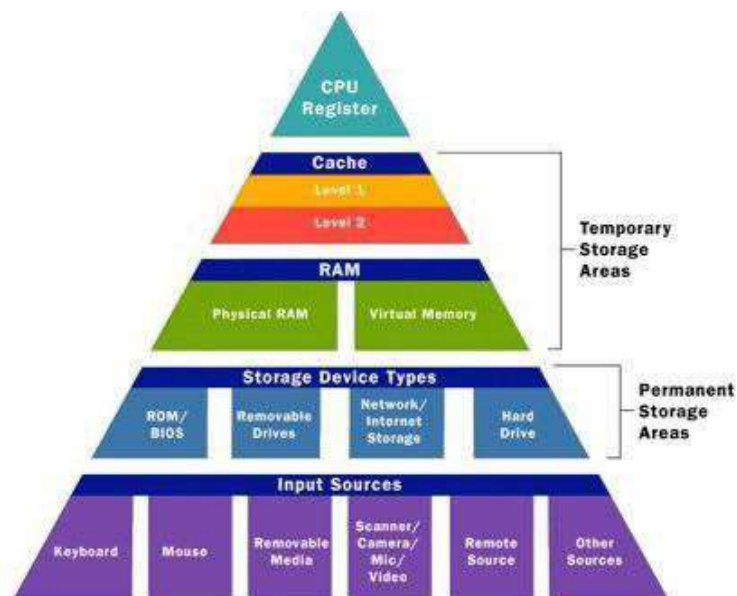 CPU
Register
Cache
Level 1
Level 2
Temporary
Storage
Areas
RAM
Physical RAM
Virtual Memory
Storage Device Types
Permanent
Storage
Areas
ROM/
BIOS
Removable
Drives
Network/
Internet
Storage
Hard
Drive
Input Sources
Keyboard
Mouse
Removable
Media
Scanner/
Camera/
Mic/
Video
Remote
Source
Other
Sources